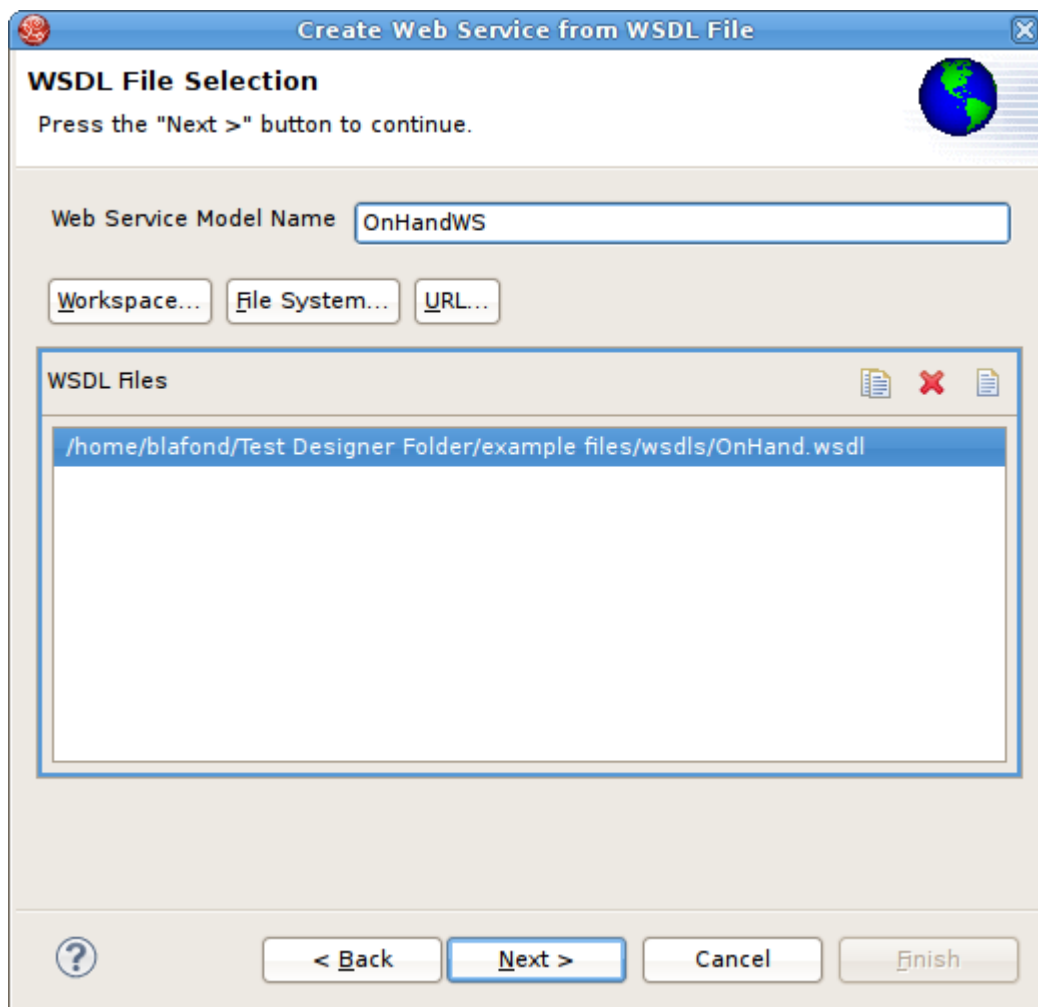 Create Web Service from WSDL File
WSDL File Selection
Press the "Next >" button to continue.
Web Service Model Name OnHandWS
Workspace... File System... URL...
WSDL Files
/home/blafond/Test Designer Folder/example files/wsdls/OnHand.wsdl
? < Back Next > Cancel Finish